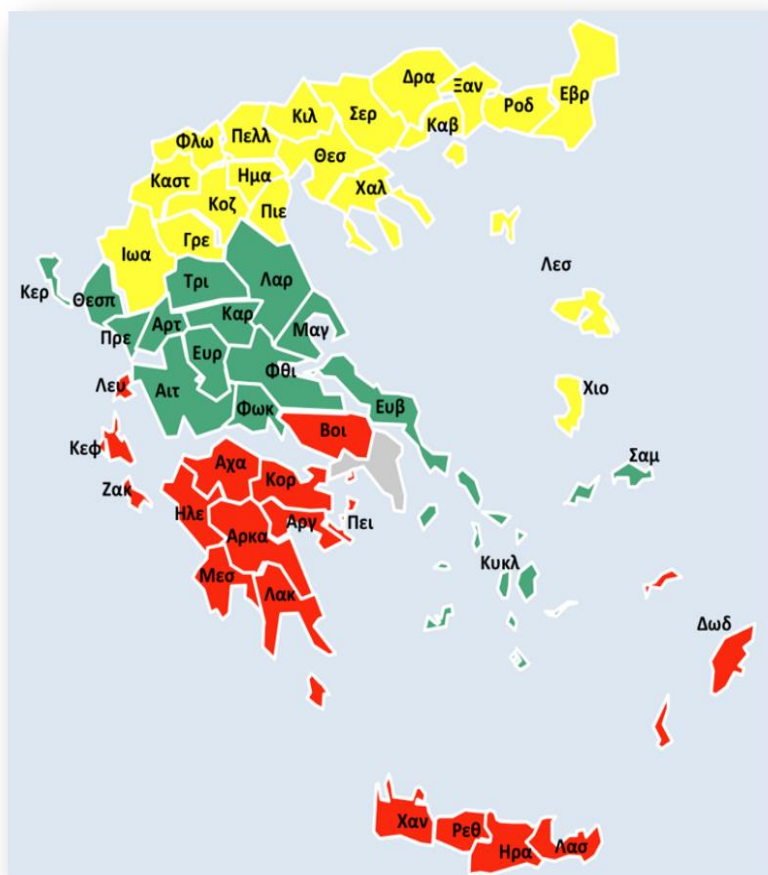 Δρα
Ξαν
Εβρ
Ροδ
Κιλ
Σερ
Καβ
Φλω
Πελλ
Θεσ
Καστ
Ημα
Χαλ
Κοζ
Πιε
Γρε
Ιωα
Λεσ
Τρι
Λαρ
Κερ
Θεσπ
Καρ
Αρτ
Μαγ
Πρε
Ευρ
Φθι
Λευ
Αιτ
Χιο
Φωκ
Ευβ
Βοι
Κεφ
Σαμ
Αχα
Κορ
Ζακ
Ηλε
Αργ
Πει
Αρκα
Κυκλ
Μεσ
Λακ
Δωδ
Χαν
Ρεθ
Ηρα
Λασ